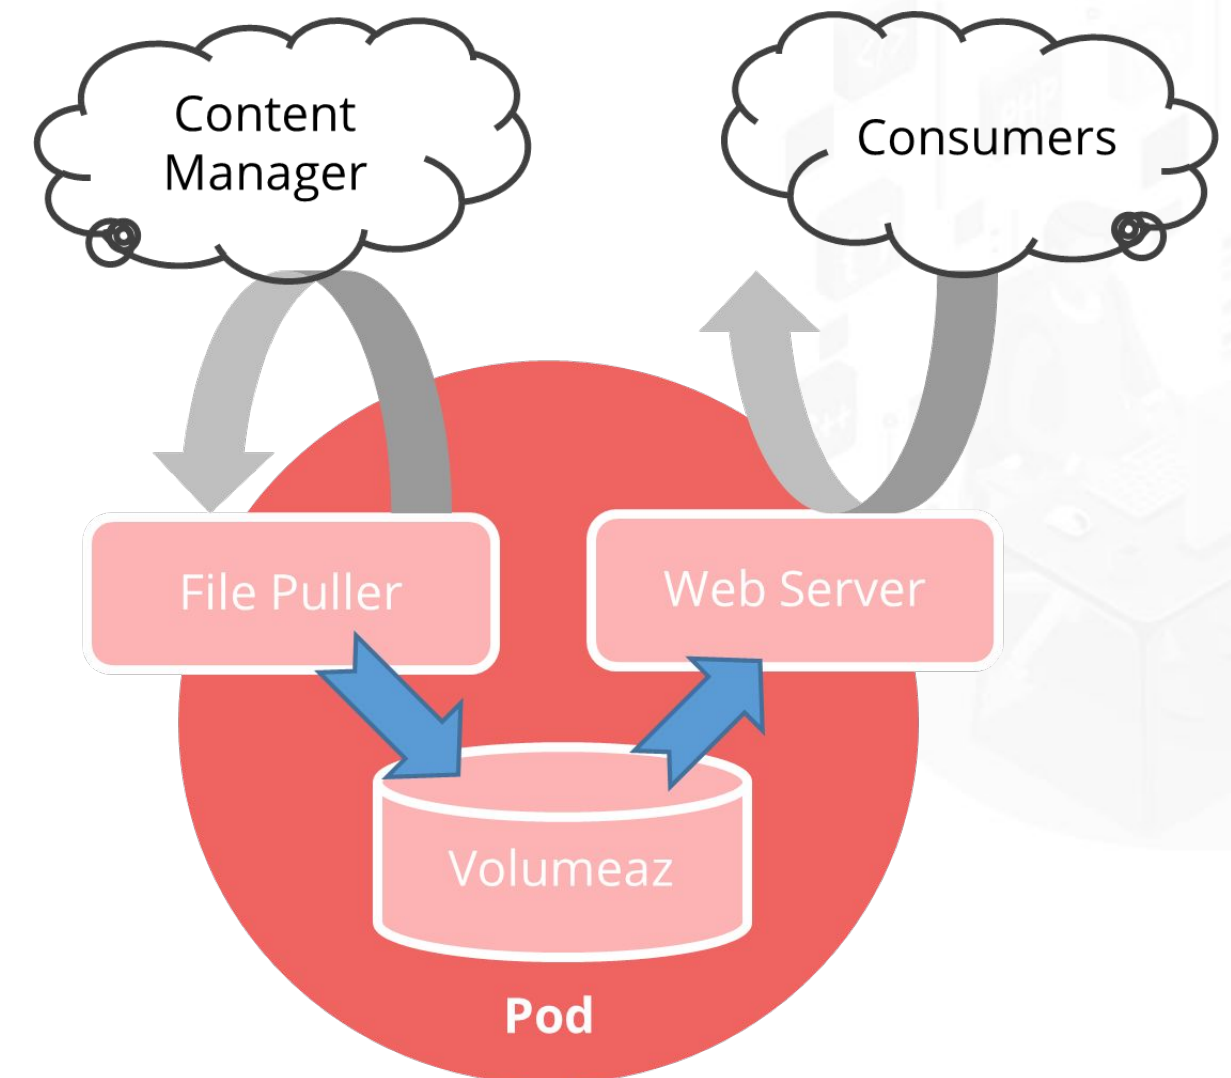 Content
Manager
Consumers
File Puller
Web Server
Volumeaz
Pod